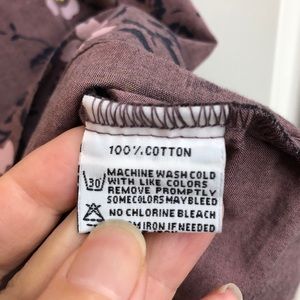 100% COTTON
MACHINE WASH COLD
30 WITH LIKE COLORS
REMOVE PROMPTLY
SOME COLORS MAY BLEED
NO CHLORINE BLEACH
IRON IF NEEDED